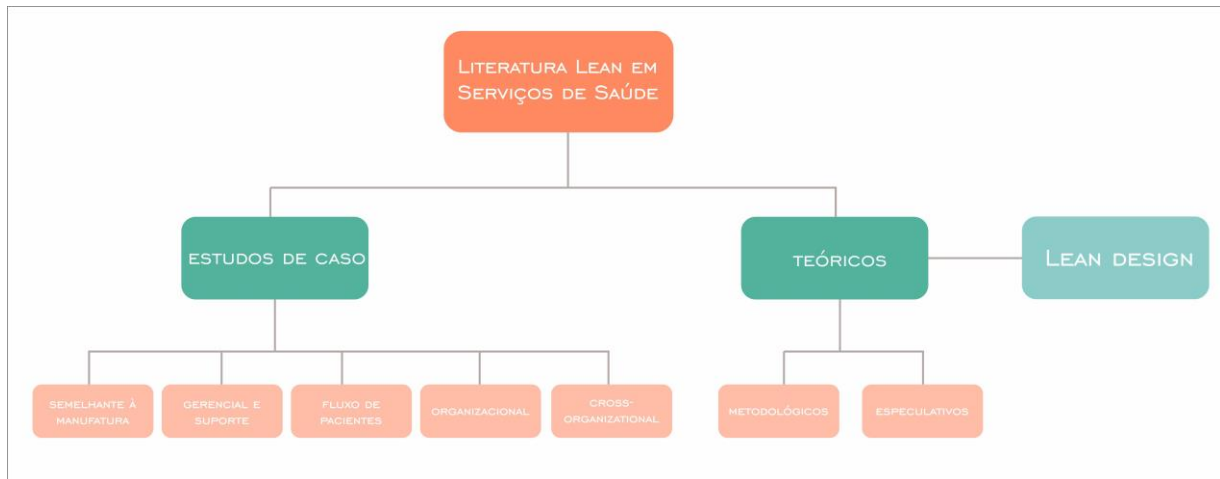 Literatura Lean em
Serviços de Saúde
ESTUDOS DE CASO
TEÓRICOS
LEAN DESIGN
SEMELHANTE À
MANUFATURA
GERENCIAL E
SUPORTE
FLUXO DE
PACIENTES
ORGANIZACIONAL
CROSS-
ORGANIZATIONAL
METODOLÓGICOS
ESPECULATIVOS